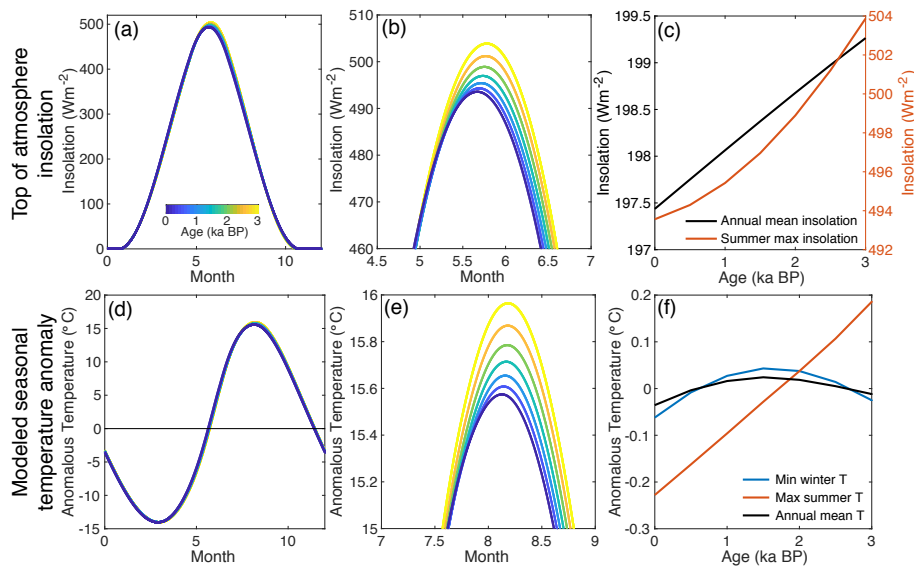 Top of atmosphere
insolation
(a)
Insolation (Wm-2)
500
400
300
200
100
0
0
1
2
3
Age (ka BP)
0
5
10
Month
(b)
Insolation (Wm-2)
510
500
490
480
470
460
4.5
5
5.5
6
6.5
7
Month
(c)
Insolation (Wm-2)
199.5
199
198.5
198
197.5
197
Annual mean insolation
Summer max insolation
504
502
500
498
496
494
492
Insolation (Wm-2)
0
1
2
3
Age (ka BP)
Modeled seasonal
temperature anomaly
(d)
Anomalous Temperature (°C)
20
15
10
5
0
-5
-10
-15
0
5
10
Month
(e)
Anomalous Temperature (°C)
16
15.8
15.6
15.4
15.2
15
7
7.5
8
8.5
9
Month
(f)
Anomalous Temperature (°C)
0.2
0.1
0
-0.1
-0.2
-0.3
Min winter T
Max summer T
Annual mean T
0
1
2
3
Age (ka BP)